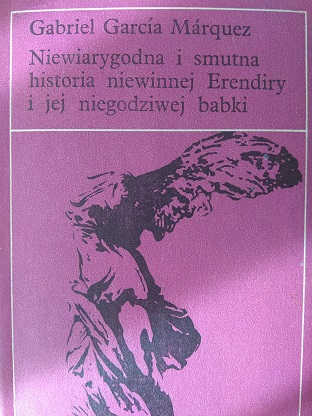 Gabriel García Márquez
Niewiarygodna i smutna
historia niewinnej Erendiry
i jej niegodziwej babki